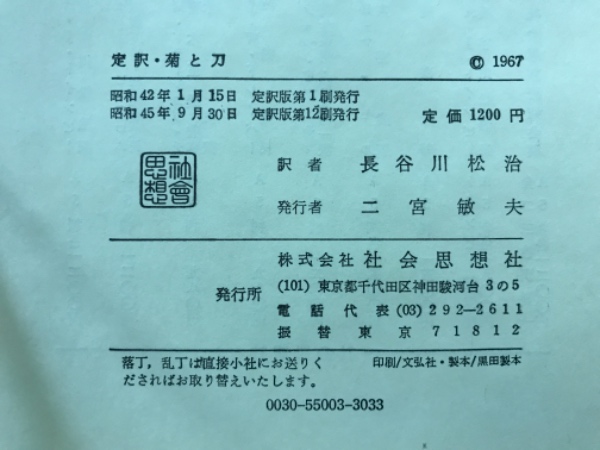 定訳・菊と刀
© 1967
昭和42年1月15日 定訳版第1刷発行
昭和45年9月30日 定訳版第12刷発行
定価 1200 円
社會思想
訳者 長谷川松治
発行者 二宮敏夫
発行所
株式会社 社会思想社
(101) 東京都千代田区神田駿河台3の5
電話 代表 (03) 292-2611
振替 東京 71812
落丁，乱丁は直接小社にお送りく
ださればお取り替えいたします。
印刷/文弘社・製本/黒田製本
0030-55003-3033